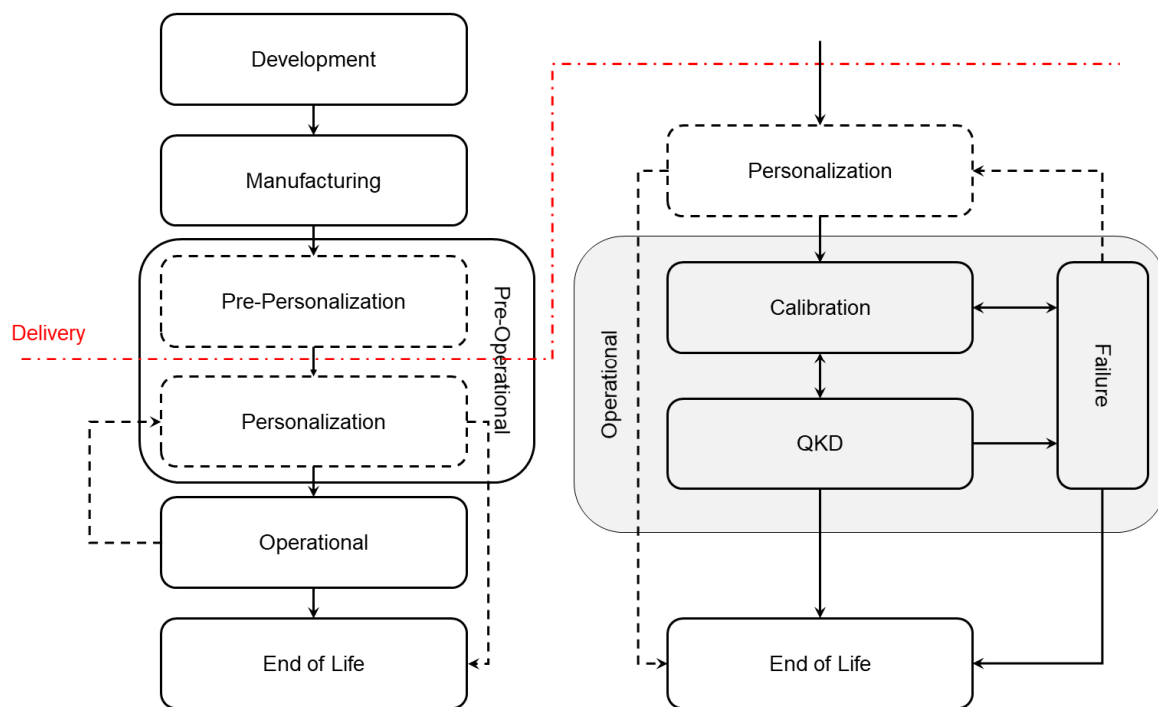 Development
Manufacturing
Pre-Personalization
Pre-Operational
Delivery
Personalization
Operational
End of Life
Personalization
Calibration
Operational
Failure
QKD
End of Life